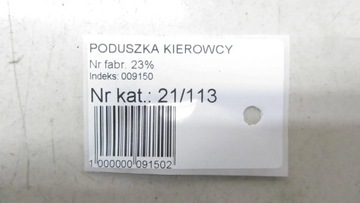 PODUSZKA KIEROWCY
Nr fabr. 23%
Indeks: 009150
Nr kat.: 21/113
1 000000 091502